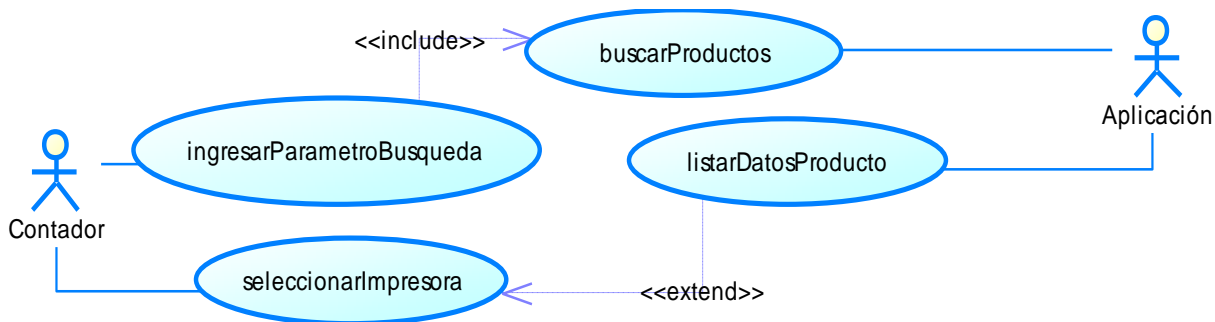 <<include>>
buscarProductos
Aplicación
ingresarParametroBusqueda
listarDatosProducto
Contador
seleccionarImpresora
<<extend>>